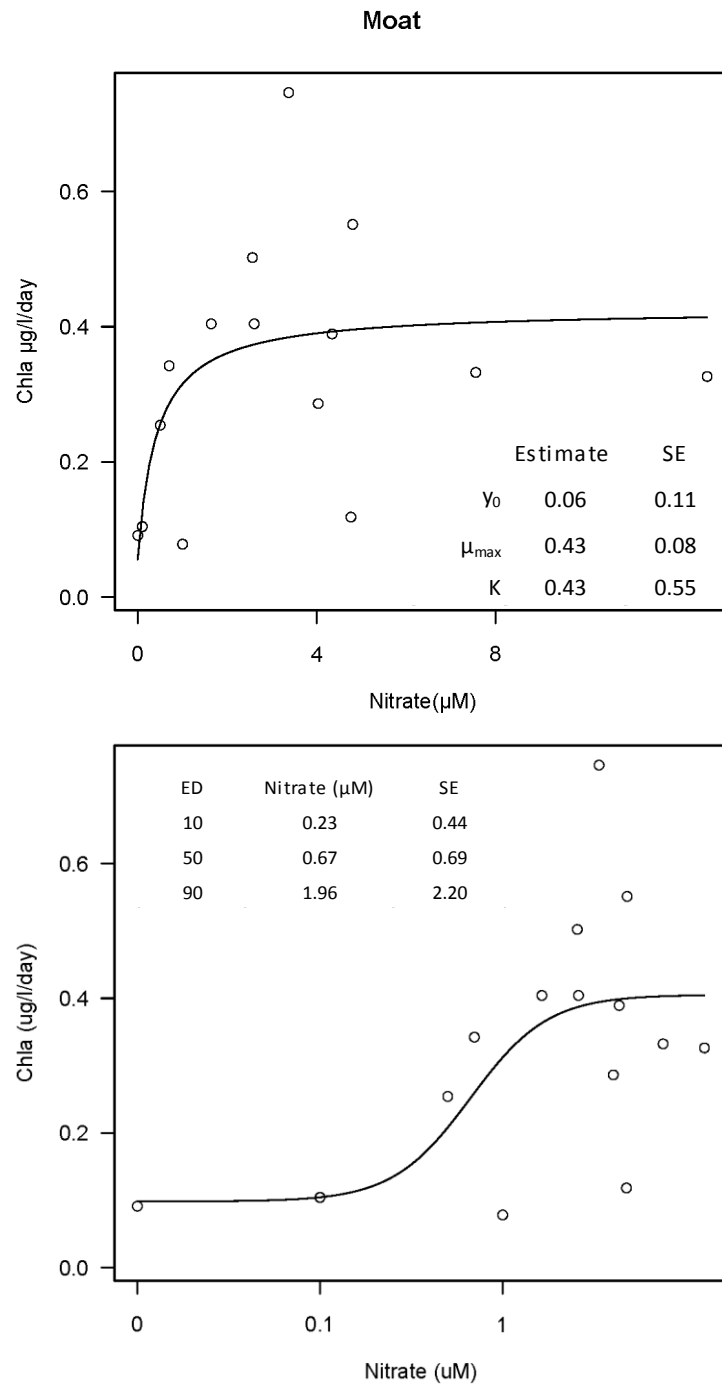 Moat
0.6
0.4
0.2
0.0
Chla µg/l/day
Estimate SE
y0 0.06 0.11
µmax 0.43 0.08
K 0.43 0.55
0 4 8
Nitrate(µM)
ED Nitrate (µM) SE
10 0.23 0.44
50 0.67 0.69
90 1.96 2.20
0.6
0.4
0.2
0.0
Chla (ug/l/day)
0 0.1 1
Nitrate (uM)